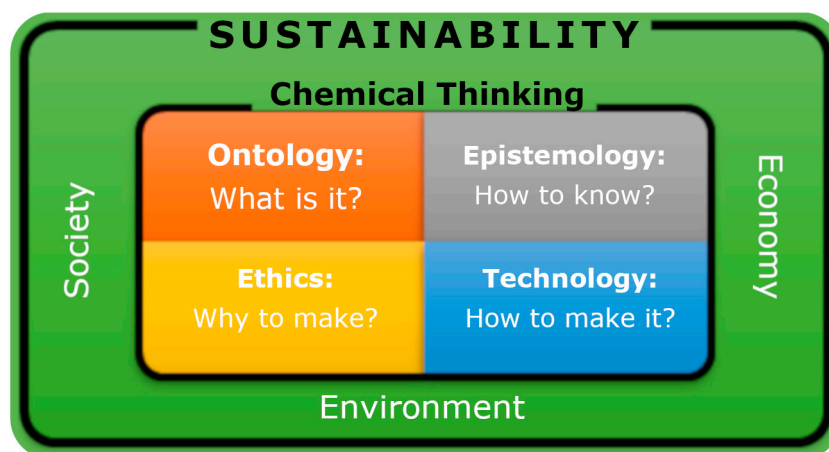 SUSTAINABILITY
Chemical Thinking
Society
Ontology:
What is it?
Epistemology:
How to know?
Economy
Ethics:
Why to make?
Technology:
How to make it?
Environment